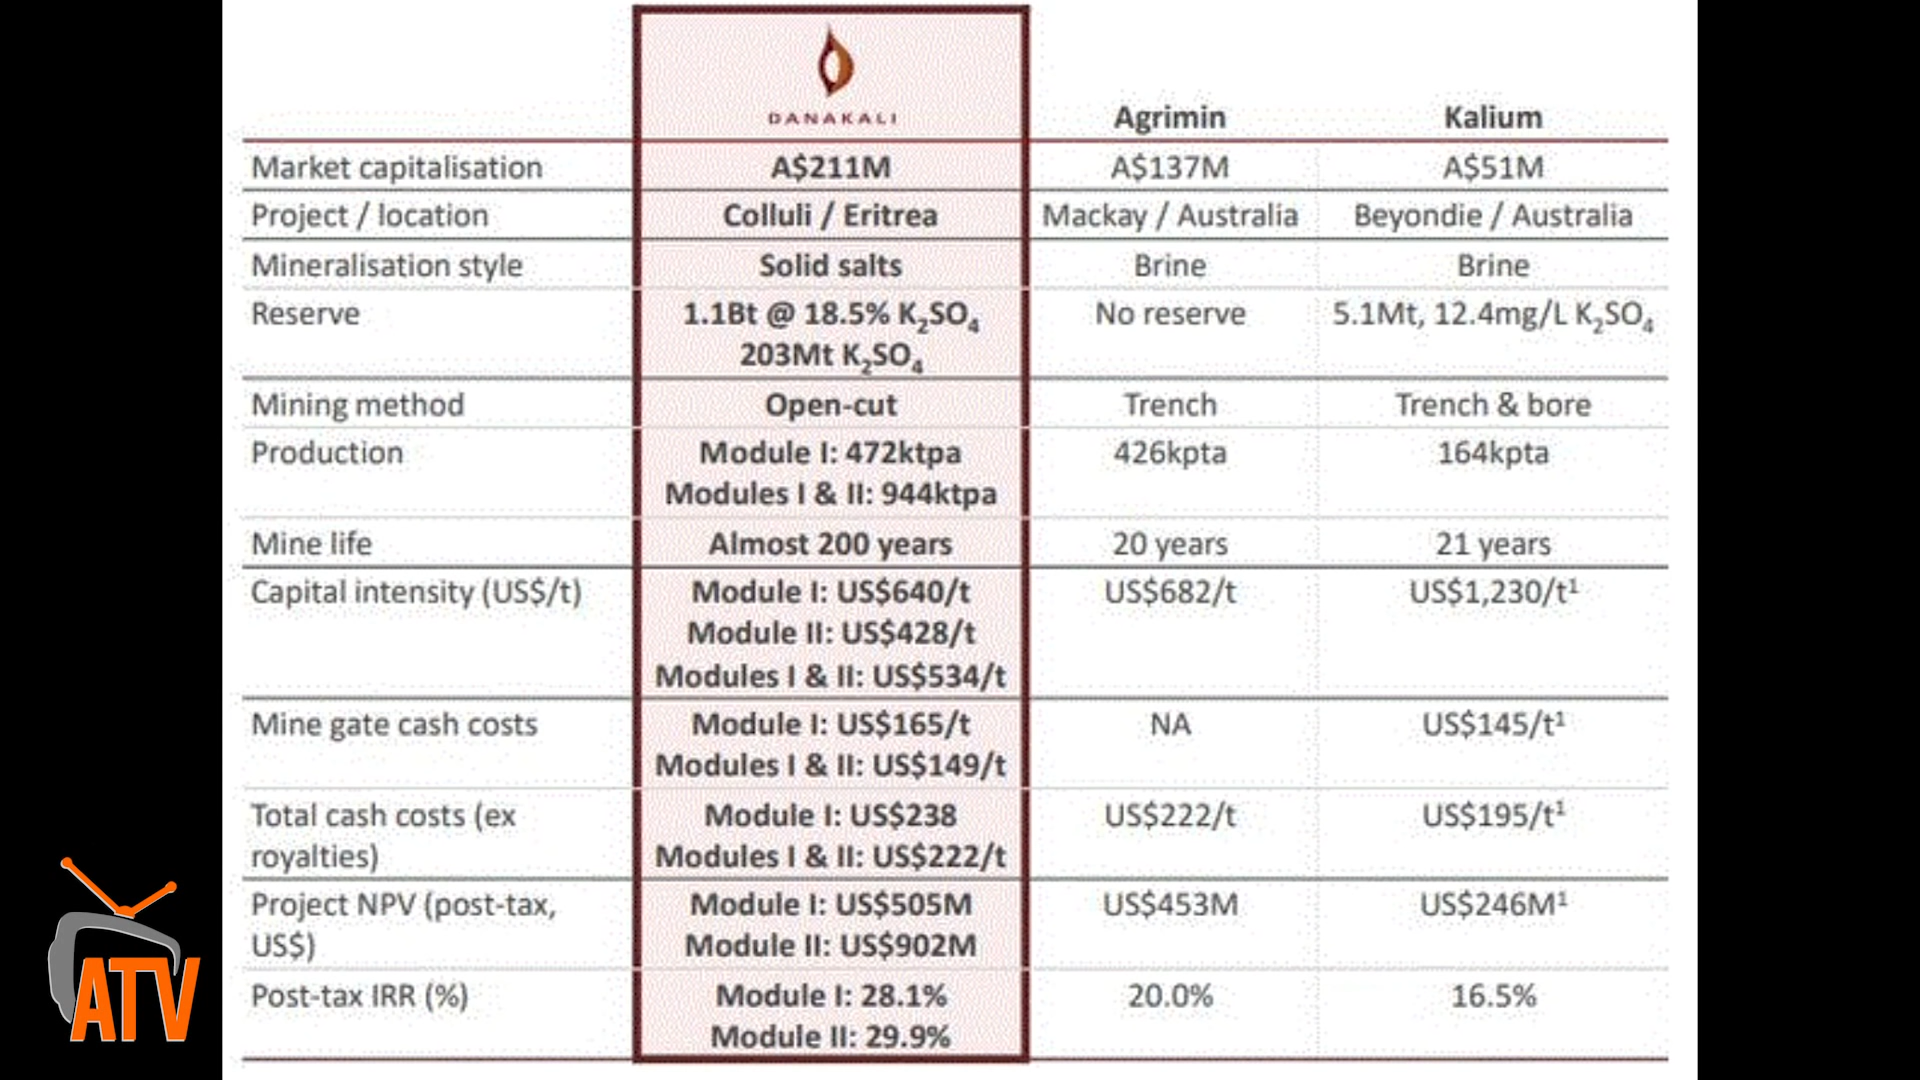 DANAKALI
Agrimin
Kalium
Market capitalisation
A$211M
A$137M
A$51M
Project / location
Colluli / Eritrea
Mackay / Australia
Beyondie / Australia
Mineralisation style
Solid salts
Brine
Brine
Reserve
1.1Bt @ 18.5% K₂SO₄
203Mt K₂SO₄
No reserve
5.1Mt, 12.4mg/L K₂SO₄
Mining method
Open-cut
Trench
Trench & bore
Production
Module I: 472ktpa
Modules I & II: 944ktpa
426kpta
164kpta
Mine life
Almost 200 years
20 years
21 years
Capital intensity (US$/t)
Module I: US$640/t
Module II: US$428/t
Modules I & II: US$534/t
US$682/t
US$1,230/t¹
Mine gate cash costs
Module I: US$165/t
Modules I & II: US$149/t
NA
US$145/t¹
Total cash costs (ex
royalties)
Module I: US$238
Modules I & II: US$222/t
US$222/t
US$195/t¹
Project NPV (post-tax,
US$)
Module I: US$505M
Module II: US$902M
US$453M
US$246M¹
Post-tax IRR (%)
Module I: 28.1%
Module II: 29.9%
20.0%
16.5%
ATV